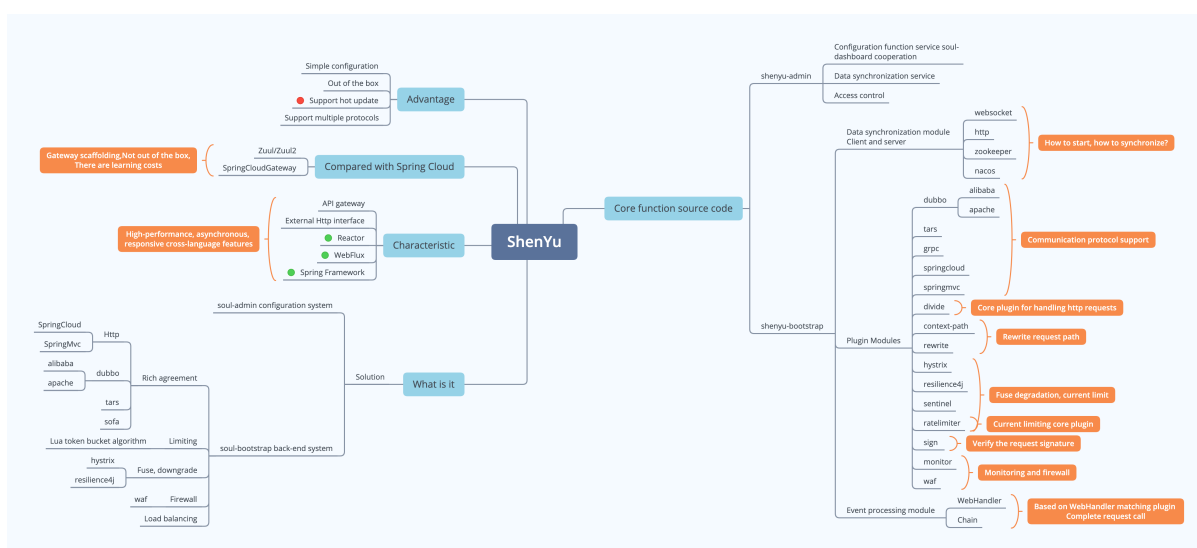 ShenYu
Advantage
Simple configuration
Out of the box
Support hot update
Support multiple protocols
Compared with Spring Cloud
Zuul/Zuul2
SpringCloudGateway
Gateway scaffolding,Not out of the box,
There are learning costs
Characteristic
API gateway
External Http interface
Reactor
WebFlux
Spring Framework
High-performance, asynchronous,
responsive cross-language features
What is it
Solution
soul-admin configuration system
soul-bootstrap back-end system
Rich agreement
Http
SpringCloud
SpringMvc
dubbo
alibaba
apache
tars
sofa
Limiting
Lua token bucket algorithm
Fuse, downgrade
hystrix
resilience4j
Firewall
waf
Load balancing
Core function source code
shenyu-admin
Configuration function service soul-
dashboard cooperation
Data synchronization service
Access control
shenyu-bootstrap
Data synchronization module
Client and server
websocket
http
zookeeper
nacos
How to start, how to synchronize?
Plugin Modules
dubbo
alibaba
apache
tars
grpc
springcloud
springmvc
Communication protocol support
divide
Core plugin for handling http requests
context-path
rewrite
Rewrite request path
hystrix
resilience4j
sentinel
ratelimiter
Fuse degradation, current limit
Current limiting core plugin
sign
Verify the request signature
monitor
waf
Monitoring and firewall
Event processing module
WebHandler
Chain
Based on WebHandler matching plugin
Complete request call